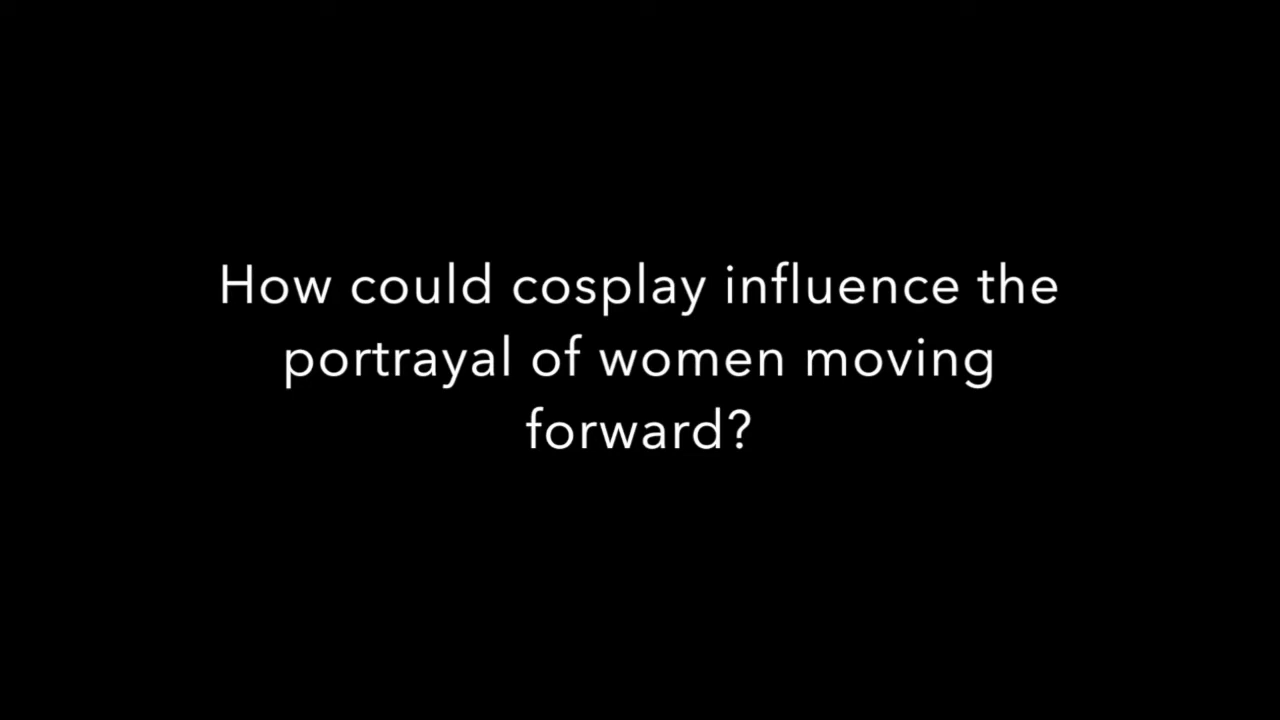 How could cosplay influence the
portrayal of women moving
forward?